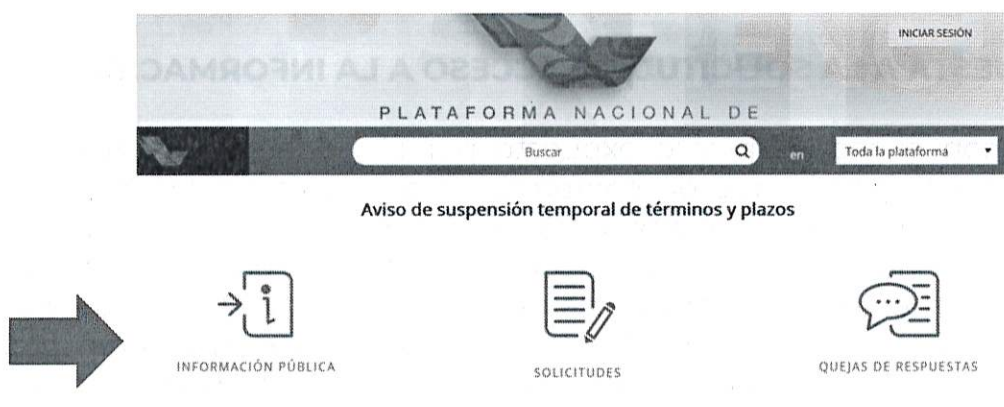 INICIAR SESIÓN
PLATAFORMA NACIONAL DE
Buscar
en
Toda la plataforma
Aviso de suspensión temporal de términos y plazos
INFORMACIÓN PÚBLICA
SOLICITUDES
QUEJAS DE RESPUESTAS